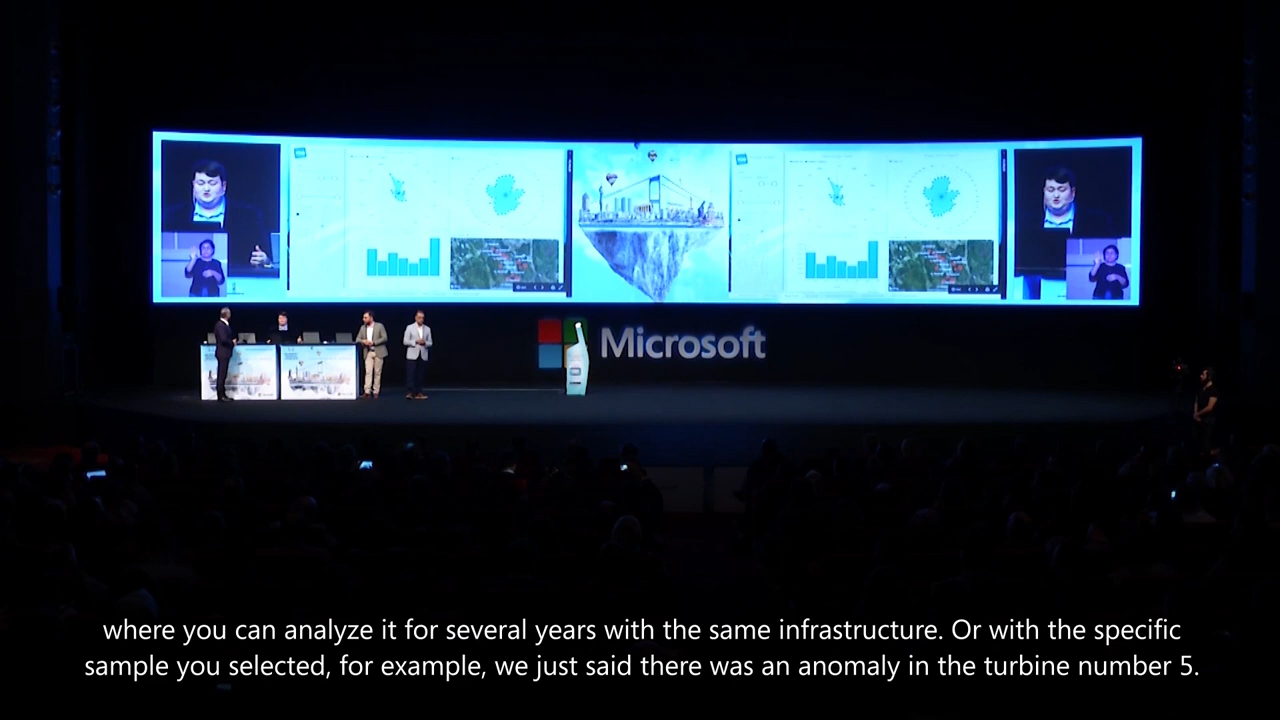 Microsoft
where you can analyze it for several years with the same infrastructure. Or with the specific
sample you selected, for example, we just said there was an anomaly in the turbine number 5.